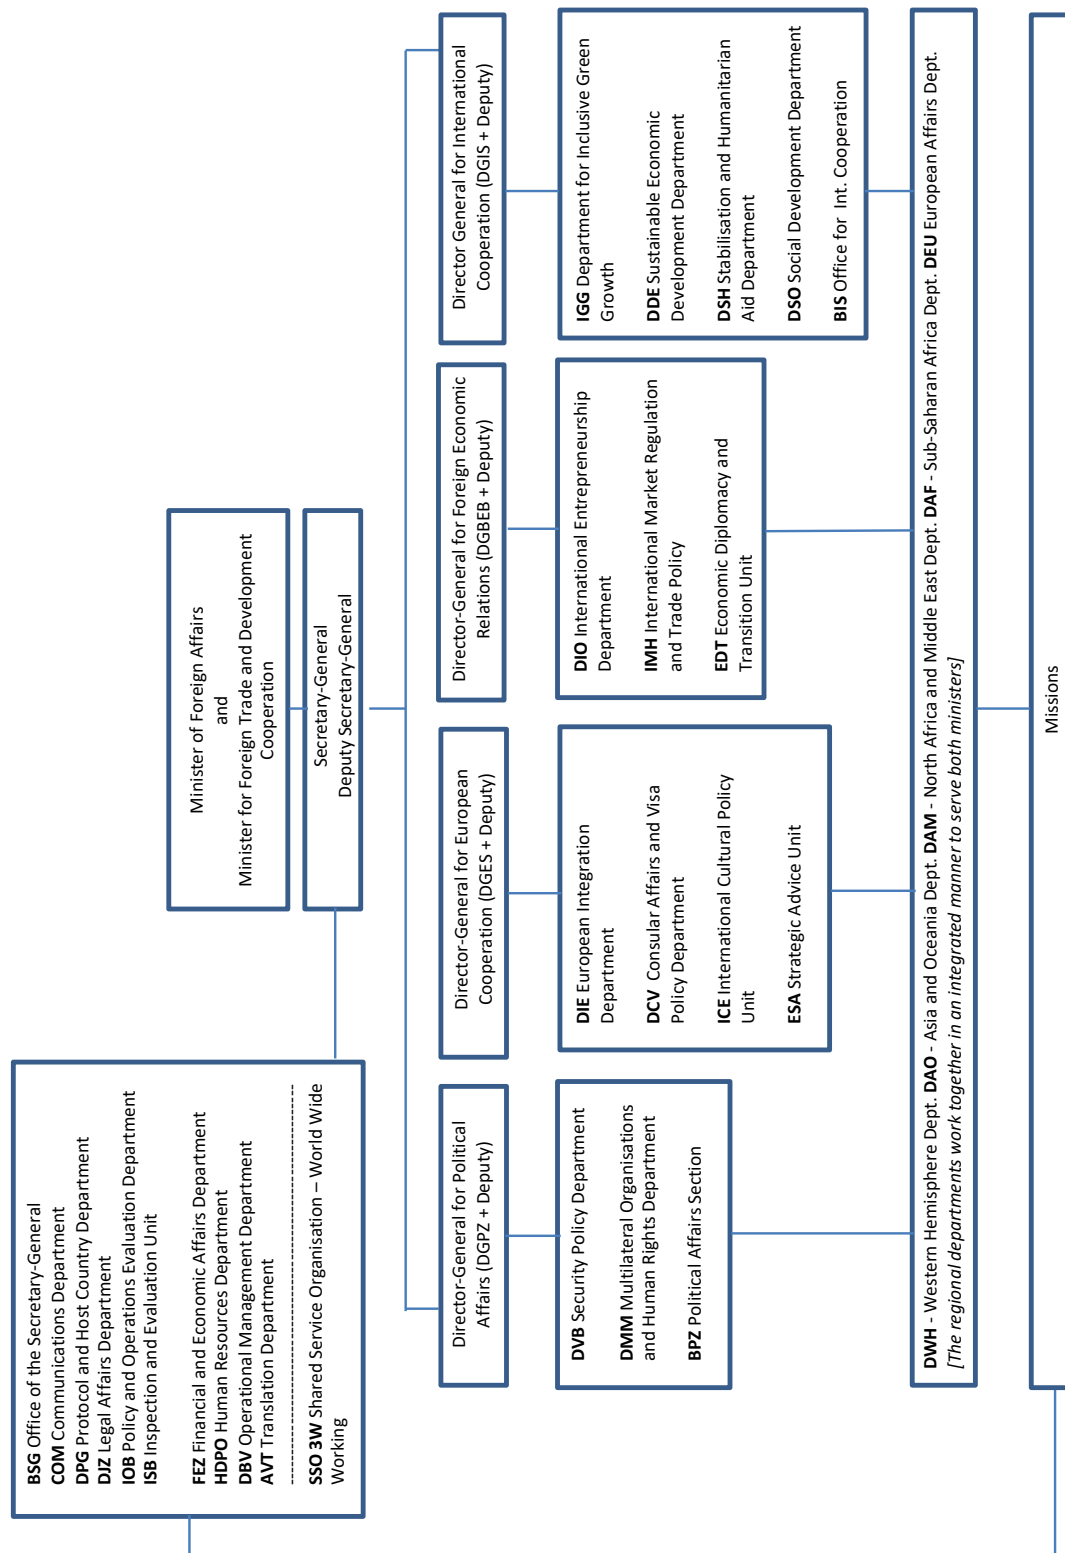 BSG Office of the Secretary-General
COM Communications Department
DPG Protocol and Host Country Department
DJZ Legal Affairs Department
IOB Policy and Operations Evaluation Department
ISB Inspection and Evaluation Unit
FEZ Financial and Economic Affairs Department
HDPO Human Resources Department
DBV Operational Management Department
AVT Translation Department
--------------------------------------------------
SSO 3W Shared Service Organisation – World Wide
Working
Minister of Foreign Affairs
and
Minister for Foreign Trade and Development
Cooperation
Secretary-General
Deputy Secretary-General
Director-General for Political
Affairs (DGPZ + Deputy)
Director-General for European
Cooperation (DGES + Deputy)
Director-General for Foreign Economic
Relations (DGBEB + Deputy)
Director General for International
Cooperation (DGIS + Deputy)
DVB Security Policy Department
DMM Multilateral Organisations
and Human Rights Department
BPZ Political Affairs Section
DIE European Integration
Department
DCV Consular Affairs and Visa
Policy Department
ICE International Cultural Policy
Unit
ESA Strategic Advice Unit
DIO International Entrepreneurship
Department
IMH International Market Regulation
and Trade Policy
EDT Economic Diplomacy and
Transition Unit
IGG Department for Inclusive Green
Growth
DDE Sustainable Economic
Development Department
DSH Stabilisation and Humanitarian
Aid Department
DSO Social Development Department
BIS Office for Int. Cooperation
DWH - Western Hemisphere Dept. DAO - Asia and Oceania Dept. DAM - North Africa and Middle East Dept. DAF - Sub-Saharan Africa Dept. DEU European Affairs Dept.
[The regional departments work together in an integrated manner to serve both ministers]
Missions